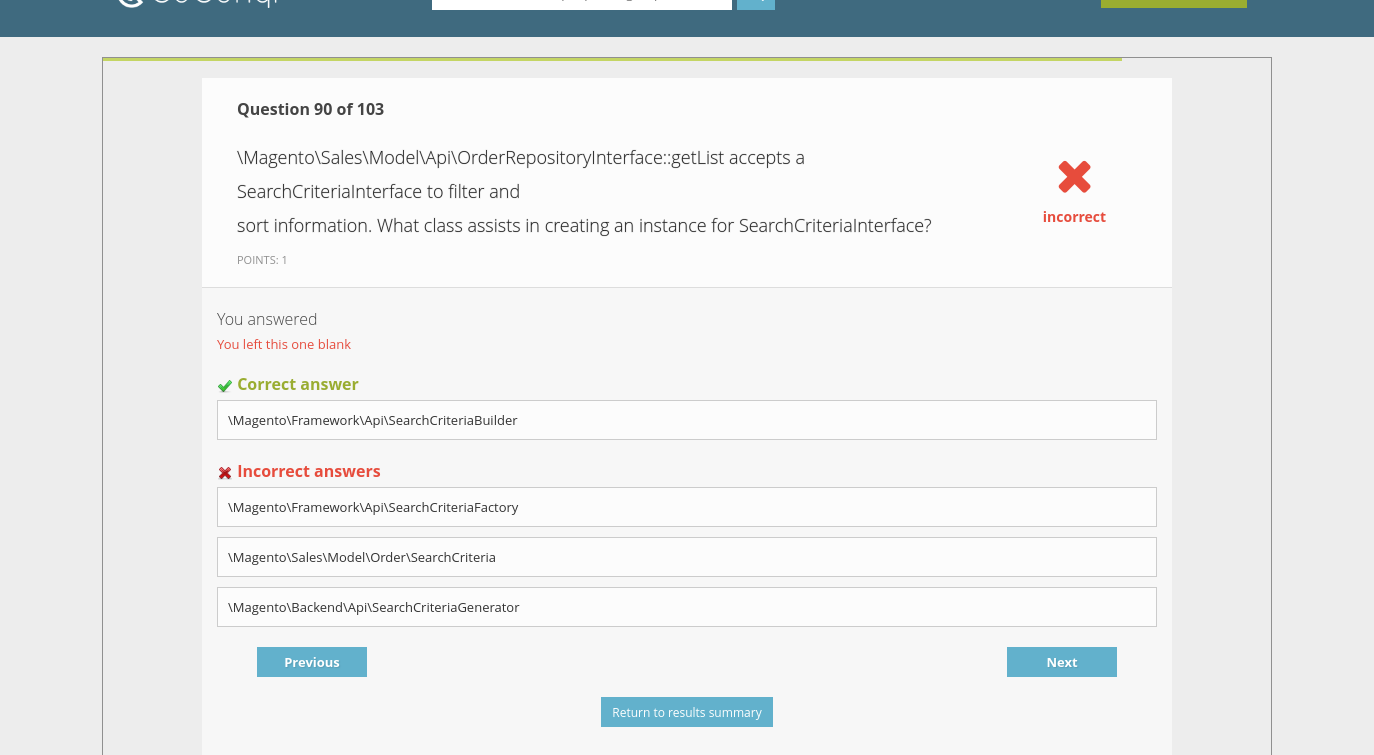 Question 90 of 103
\Magento\Sales\Model\Api\OrderRepositoryInterface::getList accepts a
SearchCriteriaInterface to filter and
sort information. What class assists in creating an instance for SearchCriteriaInterface?
incorrect
POINTS: 1
You answered
You left this one blank
Correct answer
\Magento\Framework\Api\SearchCriteriaBuilder
Incorrect answers
\Magento\Framework\Api\SearchCriteriaFactory
\Magento\Sales\Model\Order\SearchCriteria
\Magento\Backend\Api\SearchCriteriaGenerator
Previous
Next
Return to results summary